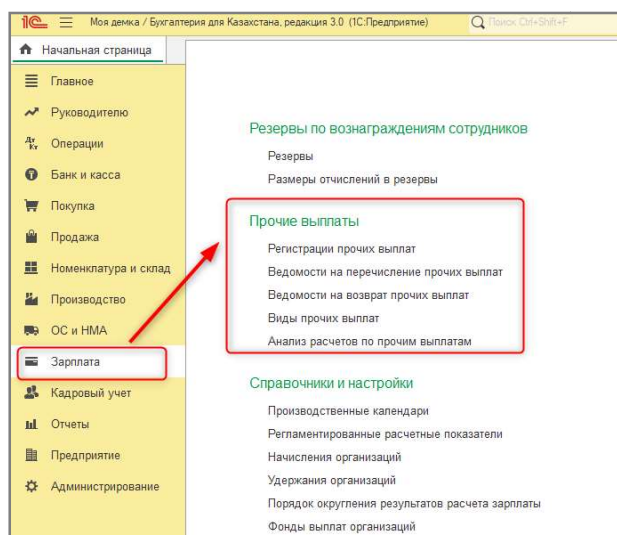 1С Моя демка / Бухгалтерия для Казахстана, редакция 3.0 (1С:Предприятие) Поиск Ctrl+Shift+F
Начальная страница
Главное
Руководителю
Дт Кт Операции
Банк и касса
Покупка
Продажа
Номенклатура и склад
Производство
ОС и НМА
Зарплата
Кадровый учет
Отчеты
Предприятие
Администрирование
Резервы по вознаграждениям сотрудников
Резервы
Размеры отчислений в резервы
Прочие выплаты
Регистрации прочих выплат
Ведомости на перечисление прочих выплат
Ведомости на возврат прочих выплат
Виды прочих выплат
Анализ расчетов по прочим выплатам
Справочники и настройки
Производственные календари
Регламентированные расчетные показатели
Начисления организаций
Удержания организаций
Порядок округления результатов расчета зарплаты
Фонды выплат организаций